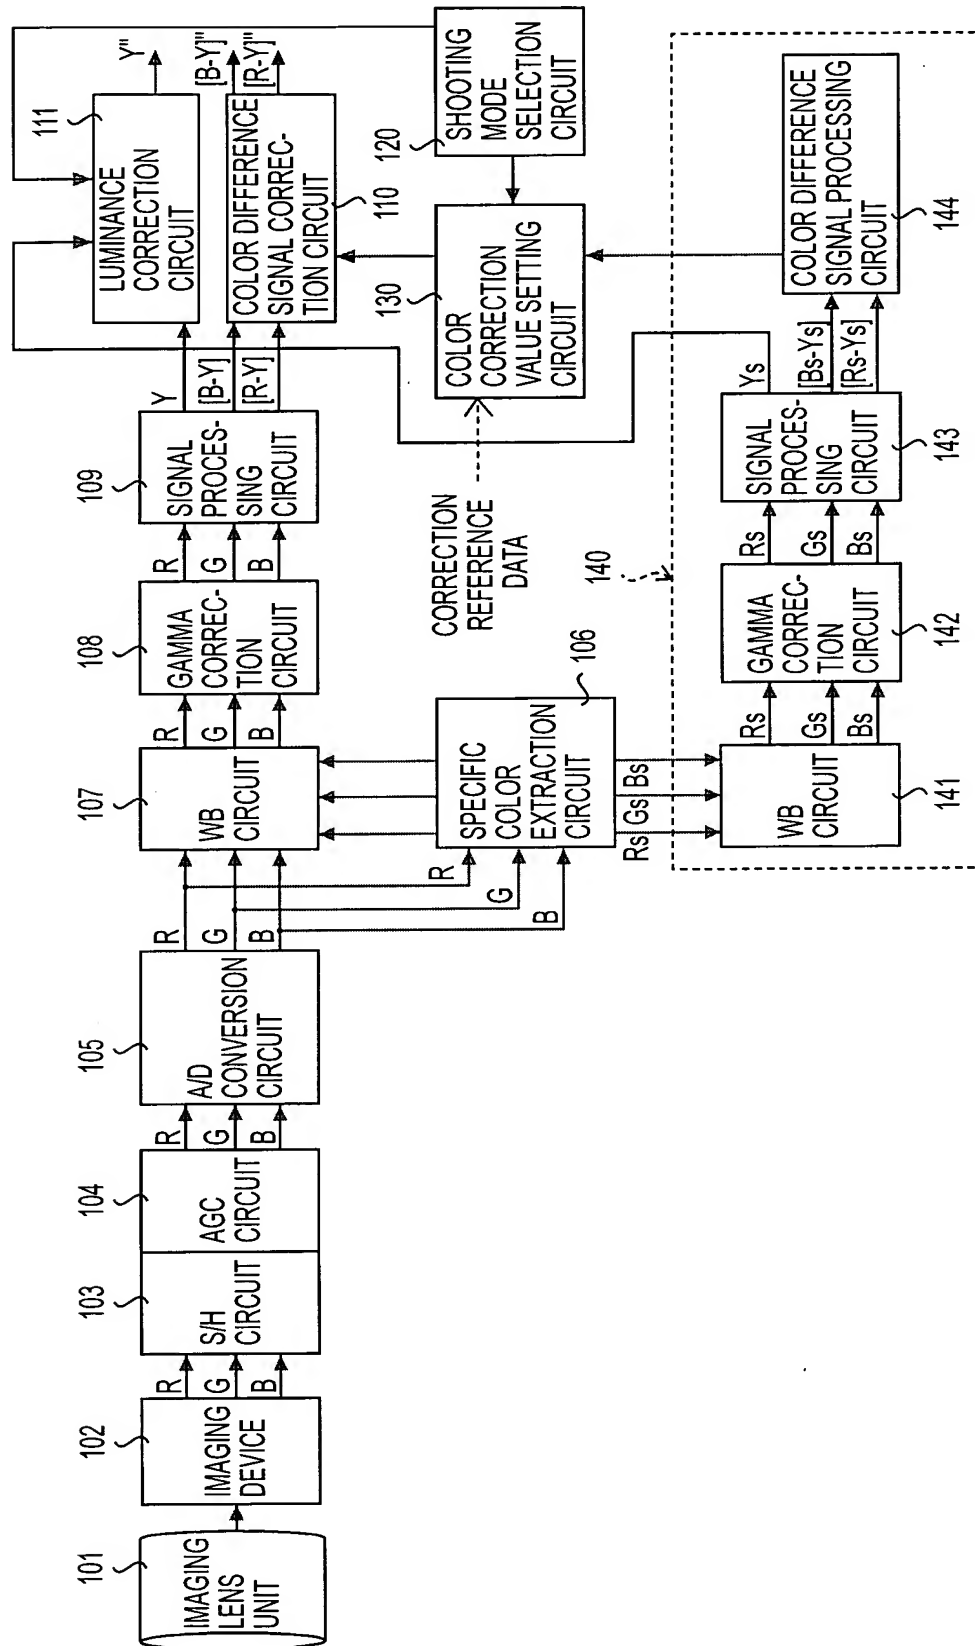 101
IMAGING
LENS
UNIT
102
IMAGING
DEVICE
R
G
B
103
S/H
CIRCUIT
104
AGC
CIRCUIT
R
G
B
105
A/D
CONVERSION
CIRCUIT
R
G
B
107
WB
CIRCUIT
R
G
B
108
GAMMA
CORREC-
TION
CIRCUIT
R
G
B
109
SIGNAL
PROCES-
SING
CIRCUIT
Y
[B-Y]
[R-Y]
111
LUMINANCE
CORRECTION
CIRCUIT
Y"
COLOR DIFFERENCE
SIGNAL CORREC-
TION CIRCUIT
110
[B-Y]"
[R-Y]"
R
G
B
SPECIFIC
COLOR
EXTRACTION
CIRCUIT
106
CORRECTION
REFERENCE
DATA
130
COLOR
CORRECTION
VALUE SETTING
CIRCUIT
120
SHOOTING
MODE
SELECTION
CIRCUIT
Rs
Gs
Bs
140
WB
CIRCUIT
141
Rs
Gs
Bs
GAMMA
CORREC-
TION
CIRCUIT
142
Rs
Gs
Bs
SIGNAL
PROCES-
SING
CIRCUIT
143
Ys
[Bs-Ys]
[Rs-Ys]
COLOR DIFFERENCE
SIGNAL PROCESSING
CIRCUIT
144